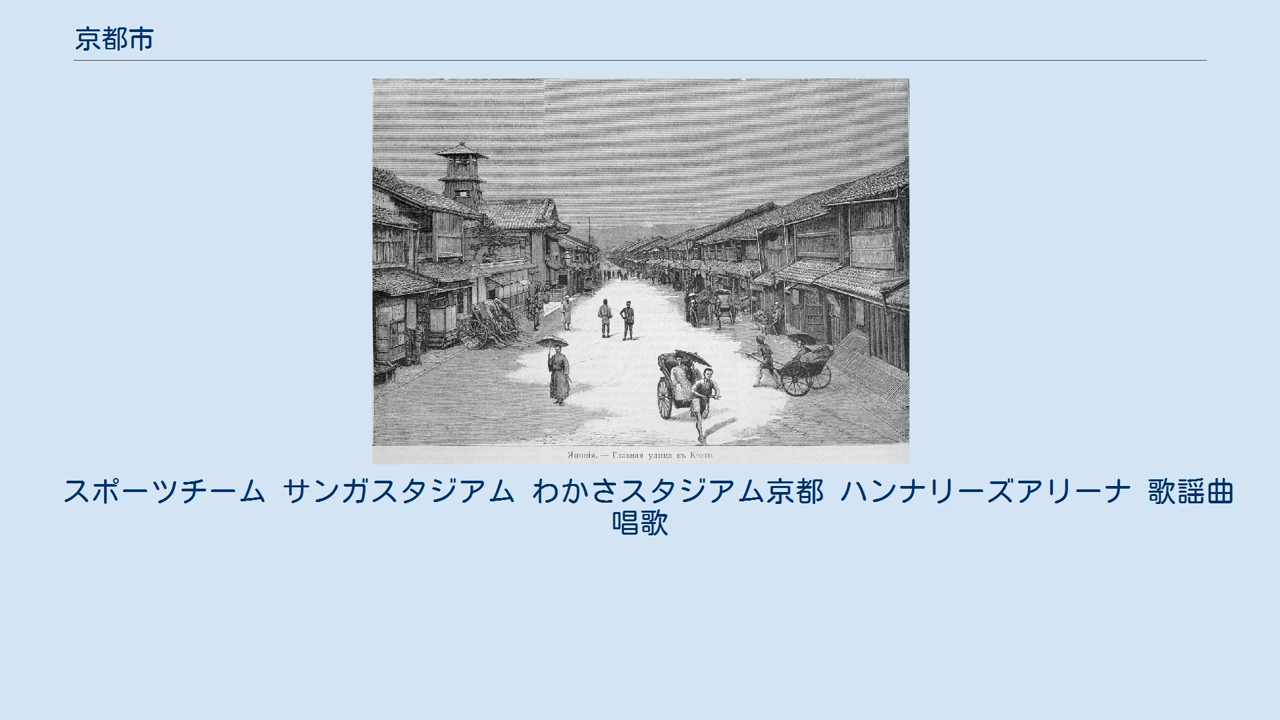 京都市
Японія. — Главная улица въ Кіото.
スポーツチーム サンガスタジアム わかさスタジアム京都 ハンナリーズアリーナ 歌謡曲
唱歌